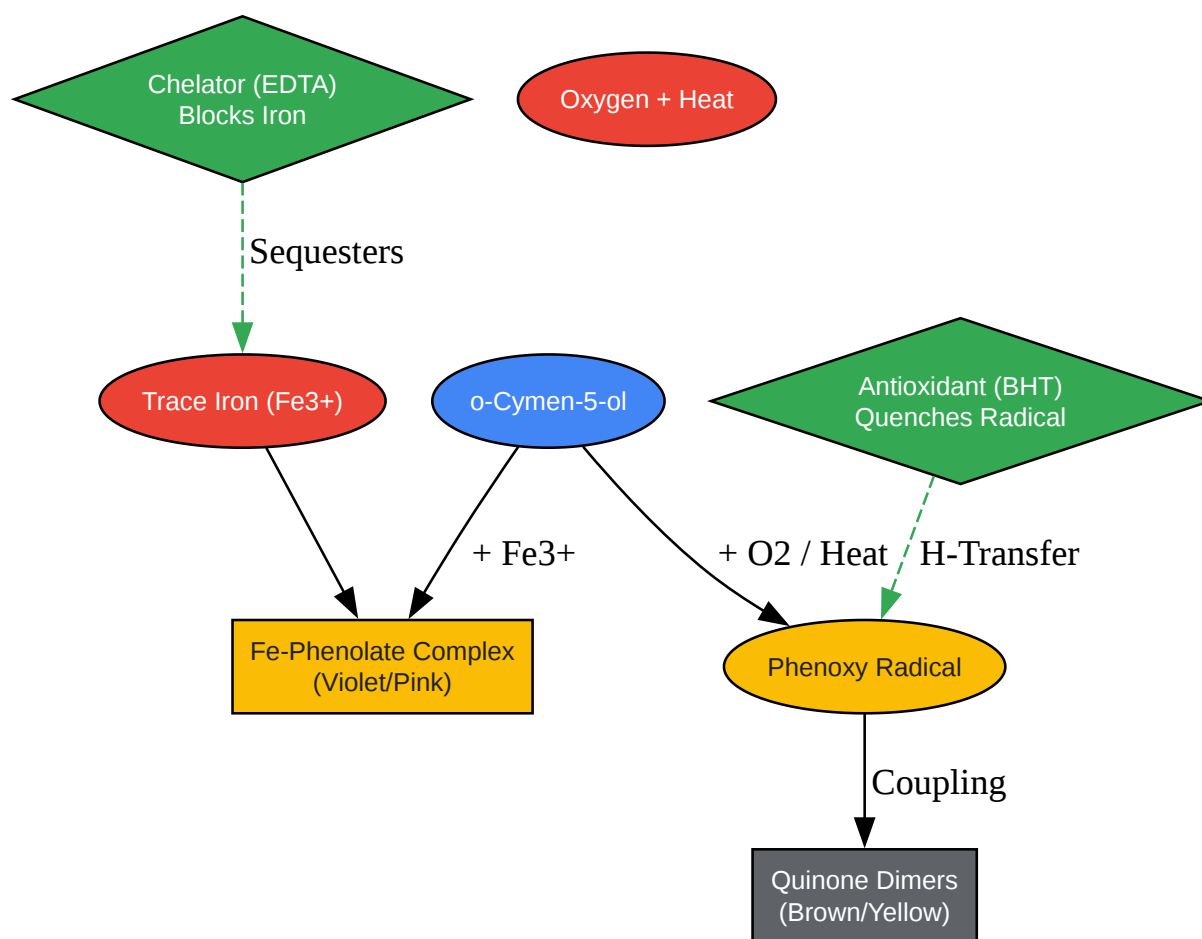 Chelator (EDTA)
Blocks Iron
Oxygen + Heat
Sequesters
Trace Iron (Fe3+)
o-Cymen-5-ol
Antioxidant (BHT)
Quenches Radical
+ Fe3+
+ O2 / Heat
H-Transfer
Fe-Phenolate Complex
(Violet/Pink)
Phenoxy Radical
Coupling
Quinone Dimers
(Brown/Yellow)